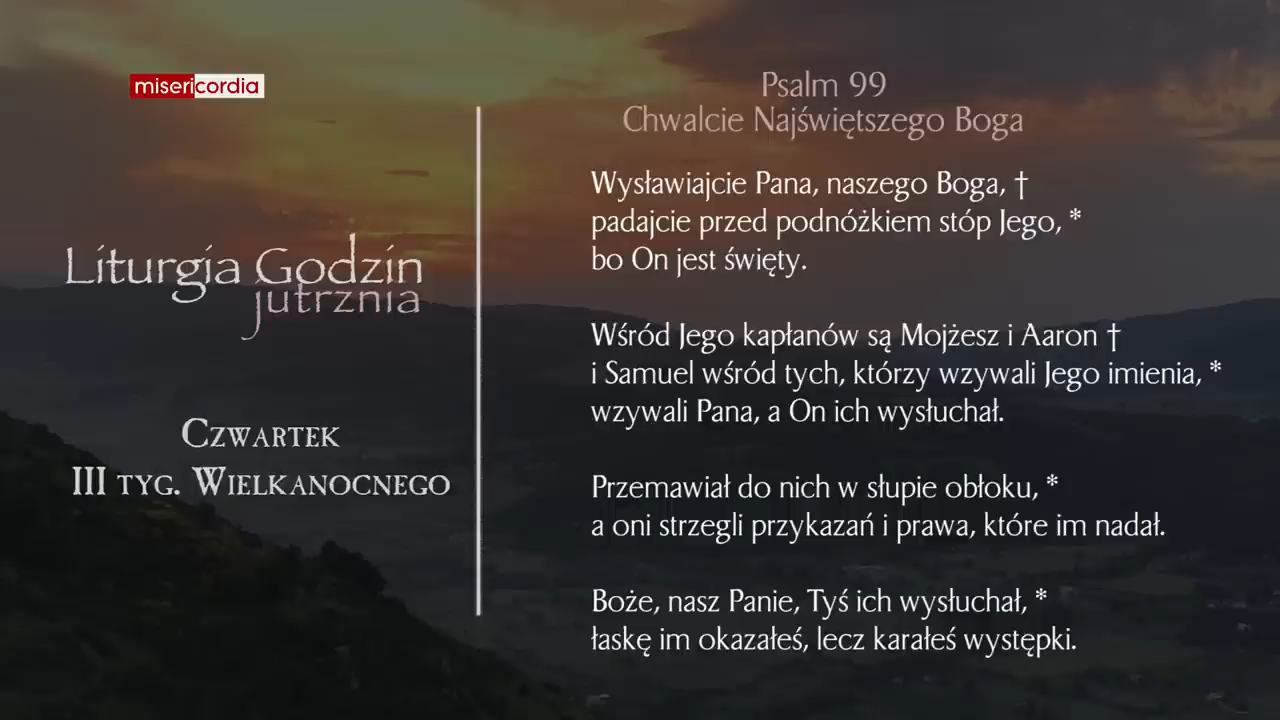 misericordia
Liturgia Godzin
jutrznia
Czwartek
III tyg. Wielkanocnego
Psalm 99
Chwalcie Najświętszego Boga
Wysławiajcie Pana, naszego Boga, †
padajcie przed podnóżkiem stóp Jego, *
bo On jest święty.
Wśród Jego kapłanów są Mojżesz i Aaron †
i Samuel wśród tych, którzy wzywali Jego imienia, *
wzywali Pana, a On ich wysłuchał.
Przemawiał do nich w słupie obłoku, *
a oni strzegli przykazań i prawa, które im nadał.
Boże, nasz Panie, Tyś ich wysłuchał, *
łaskę im okazałeś, lecz karałeś występki.